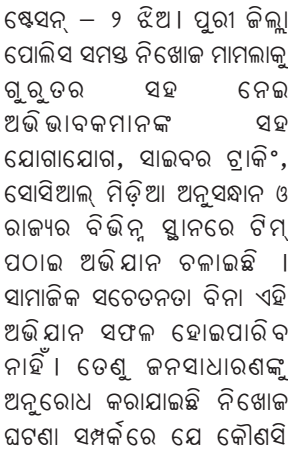 ଷ୍ଟେସନ୍ – ୨ ଝିଅ। ପୁରୀ ଜିଲ୍ଲା
ପୋଲିସ ସମସ୍ତ ନିଖୋଜ ମାମଲାକୁ
ଗୁରୁତର ସହ ନେଇ
ଅଭିଭାବକମାନଙ୍କ ସହ
ଯୋଗାଯୋଗ, ସାଇବର ଟ୍ରାକିଂ,
ସୋସିଆଲ୍ ମିଡ଼ିଆ ଅନୁସନ୍ଧାନ ଓ
ରାଜ୍ୟର ବିଭିନ୍ନ ସ୍ଥାନରେ ଟିମ୍
ପଠାଇ ଅଭିଯାନ ଚଳାଇଛି ।
ସାମାଜିକ ସଚେତନତା ବିନା ଏହି
ଅଭିଯାନ ସଫଳ ହୋଇପାରିବ
ନାହିଁ। ତେଣୁ ଜନସାଧାରଣଙ୍କୁ
ଅନୁରୋଧ କରାଯାଇଛି ନିଖୋଜ
ଘଟଣା ସମ୍ପର୍କରେ ଯେ କୌଣସି